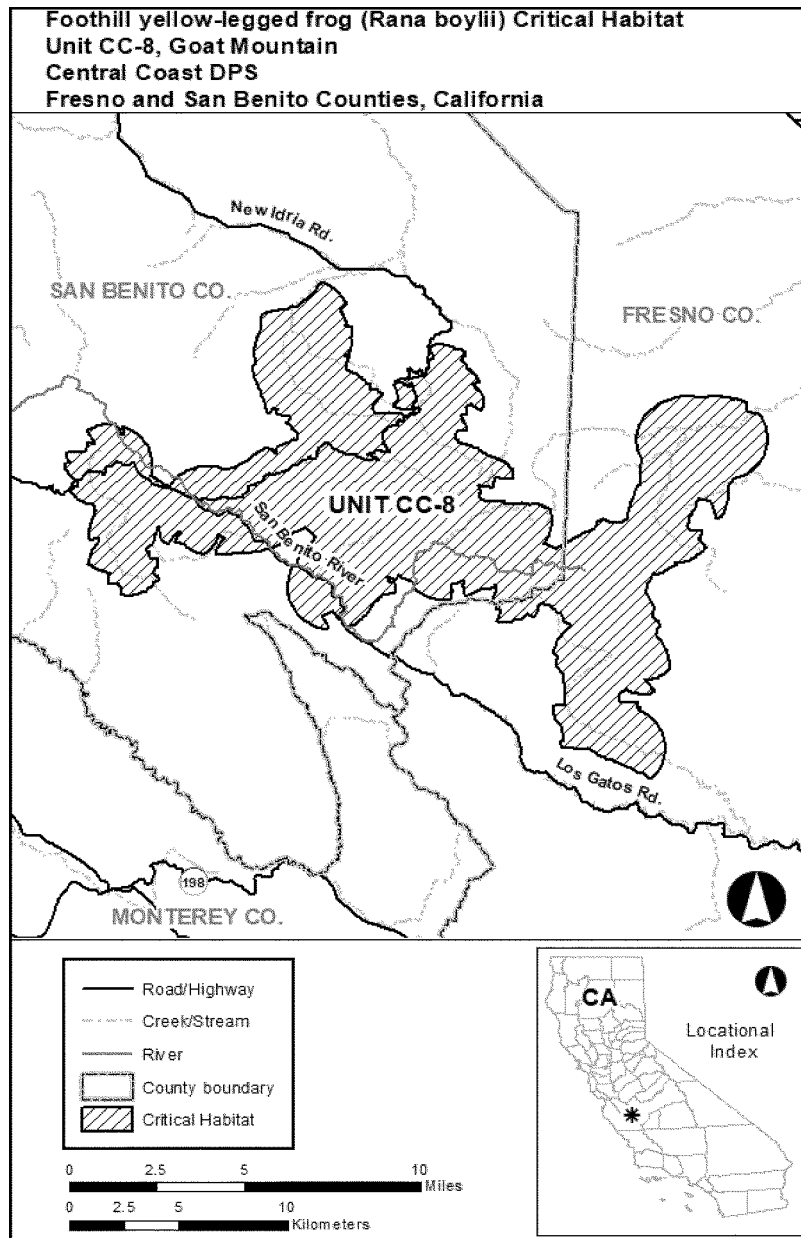 Foothill yellow-legged frog (Rana boylii) Critical Habitat
Unit CC-8, Goat Mountain
Central Coast DPS
Fresno and San Benito Counties, California
New Idria Rd.
SAN BENITO CO.
FRESNO CO.
UNIT CC-8
San Benito River
Los Gatos Rd.
198
MONTEREY CO.
Road/Highway
Creek/Stream
River
County boundary
Critical Habitat
CA
Locational
Index
0 2.5 5 10
Miles
0 2.5 5 10
Kilometers